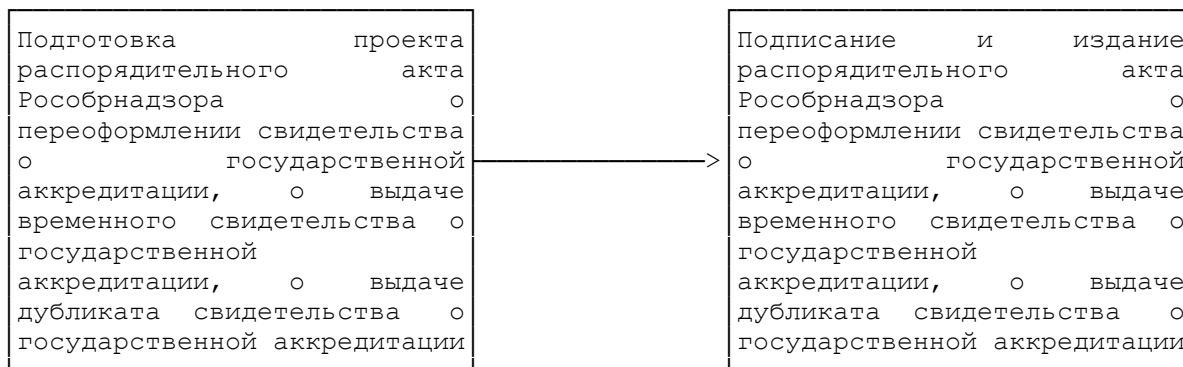 Подготовка проекта
распорядительного акта
Рособрнадзора о
переоформлении свидетельства
о государственной
аккредитации, о выдаче
временного свидетельства о
государственной
аккредитации, о выдаче
дубликата свидетельства о
государственной аккредитации
Подписание и издание
распорядительного акта
Рособрнадзора о
переоформлении свидетельства
о государственной
аккредитации, о выдаче
временного свидетельства о
государственной
аккредитации, о выдаче
дубликата свидетельства о
государственной аккредитации